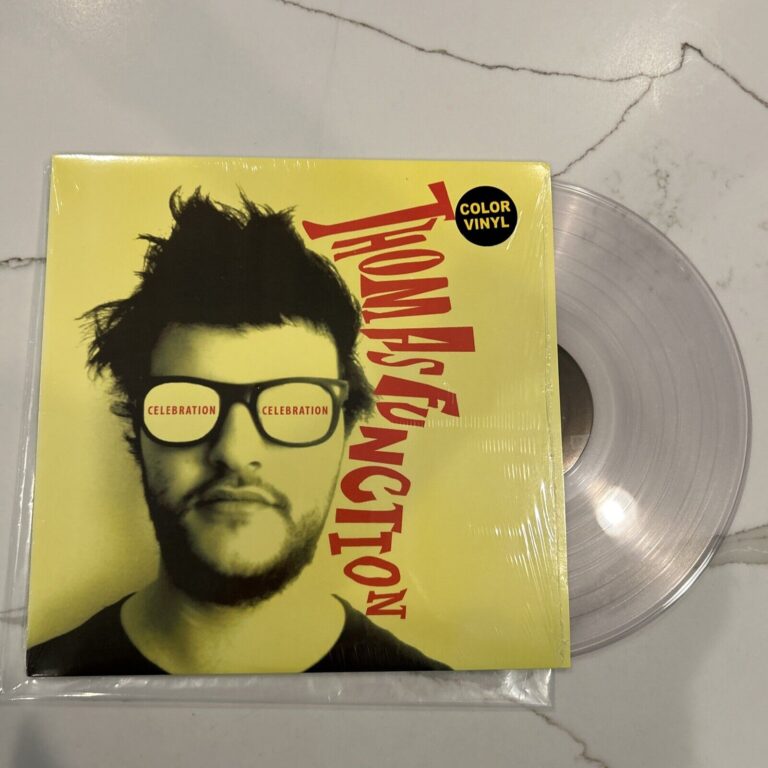 COLOR
VINYL
THOMAS FUNCTION
CELEBRATION CELEBRATION